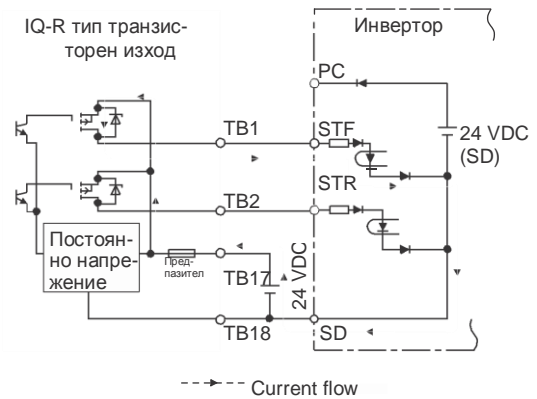 IQ-R тип транзис-
торен изход
Инвертор
PC
TB1
STF
24 VDC
(SD)
TB2
STR
Постоян-
но напре-
жение
Пред-
пазител
TB17
24 VDC
TB18
SD
Current flow